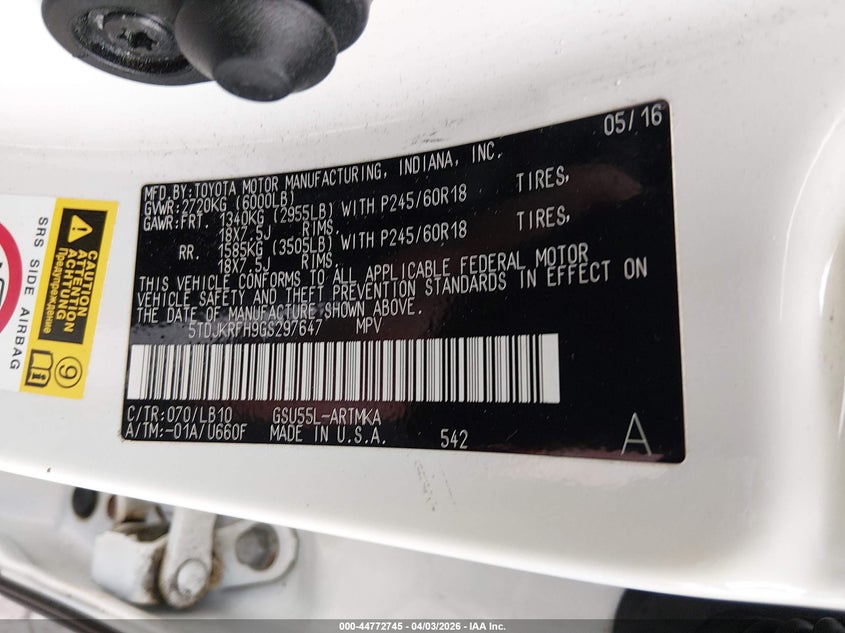 05/16
MFD.BY:TOYOTA MOTOR MANUFACTURING, INDIANA, INC.
GVWR:2720KG (6000LB)
GAWR:FRT. 1340KG (2955LB) WITH P245/60R18 TIRES,
18X7.5J RIMS.
RR. 1585KG (3505LB) WITH P245/60R18 TIRES,
18X7.5J RIMS.
THIS VEHICLE CONFORMS TO ALL APPLICABLE FEDERAL MOTOR
VEHICLE SAFETY AND THEFT PREVENTION STANDARDS IN EFFECT ON
THE DATE OF MANUFACTURE SHOWN ABOVE.
5TDJKRFH9GS297647 MPV
C/TR:070/LB10 GSU55L-ARTMKA
A/TM:-01A/U660F MADE IN U.S.A. 542 A
SRS SIDE AIRBAG
CAUTION
ATTENTION
ACHTUNG
Предупреждение
9
000-44772745 - 04/03/2026 - IAA Inc.